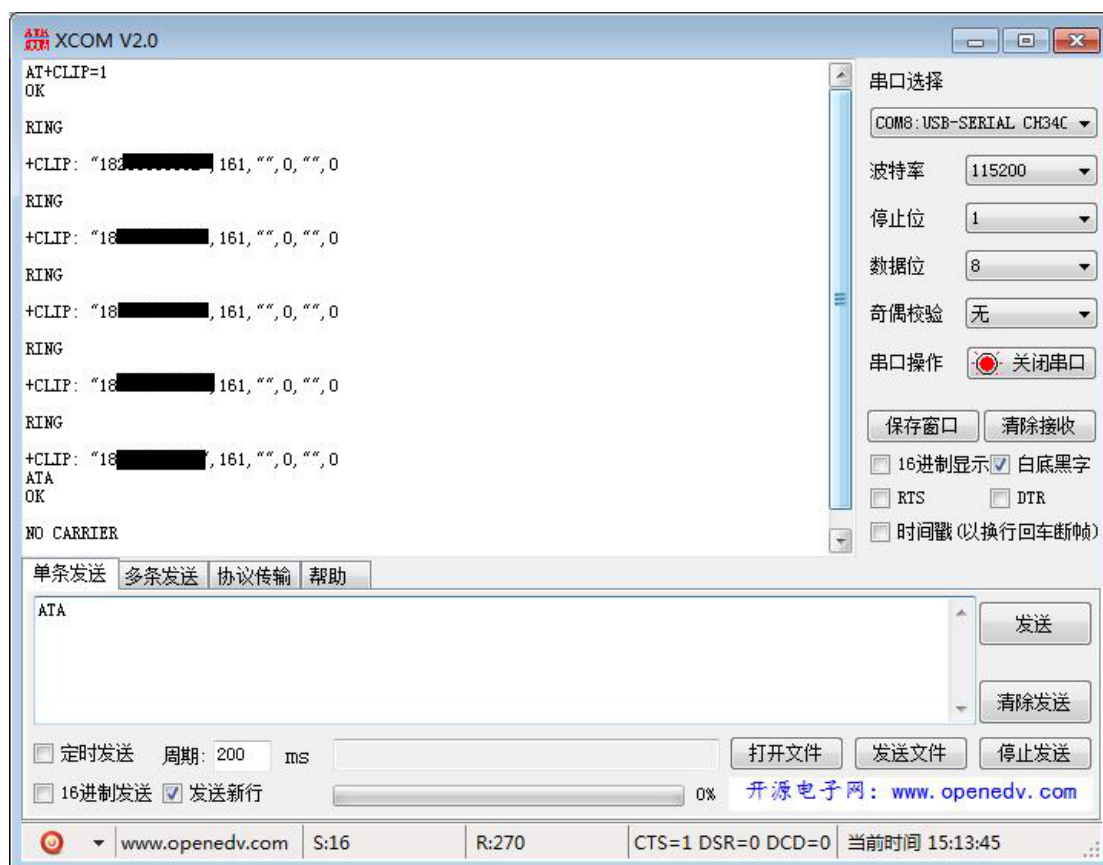 XCOM V2.0
AT+CLIP=1
OK
RING
+CLIP: "182 , 161, "", 0, "", 0
RING
+CLIP: "18 , 161, "", 0, "", 0
RING
+CLIP: "18 , 161, "", 0, "", 0
RING
+CLIP: "18 , 161, "", 0, "", 0
RING
+CLIP: "18 ", 161, "", 0, "", 0
ATA
OK
NO CARRIER
串口选择
COM8:USB-SERIAL CH34C
波特率 115200
停止位 1
数据位 8
奇偶校验 无
串口操作 关闭串口
保存窗口 清除接收
16进制显示 白底黑字
RTS DTR
时间戳(以换行回车断帧)
单条发送 多条发送 协议传输 帮助
ATA
发送
清除发送
定时发送 周期: 200 ms 打开文件 发送文件 停止发送
16进制发送 发送新行 0% 开源电子网: www.openedv.com
www.openedv.com S:16 R:270 CTS=1 DSR=0 DCD=0 当前时间 15:13:45